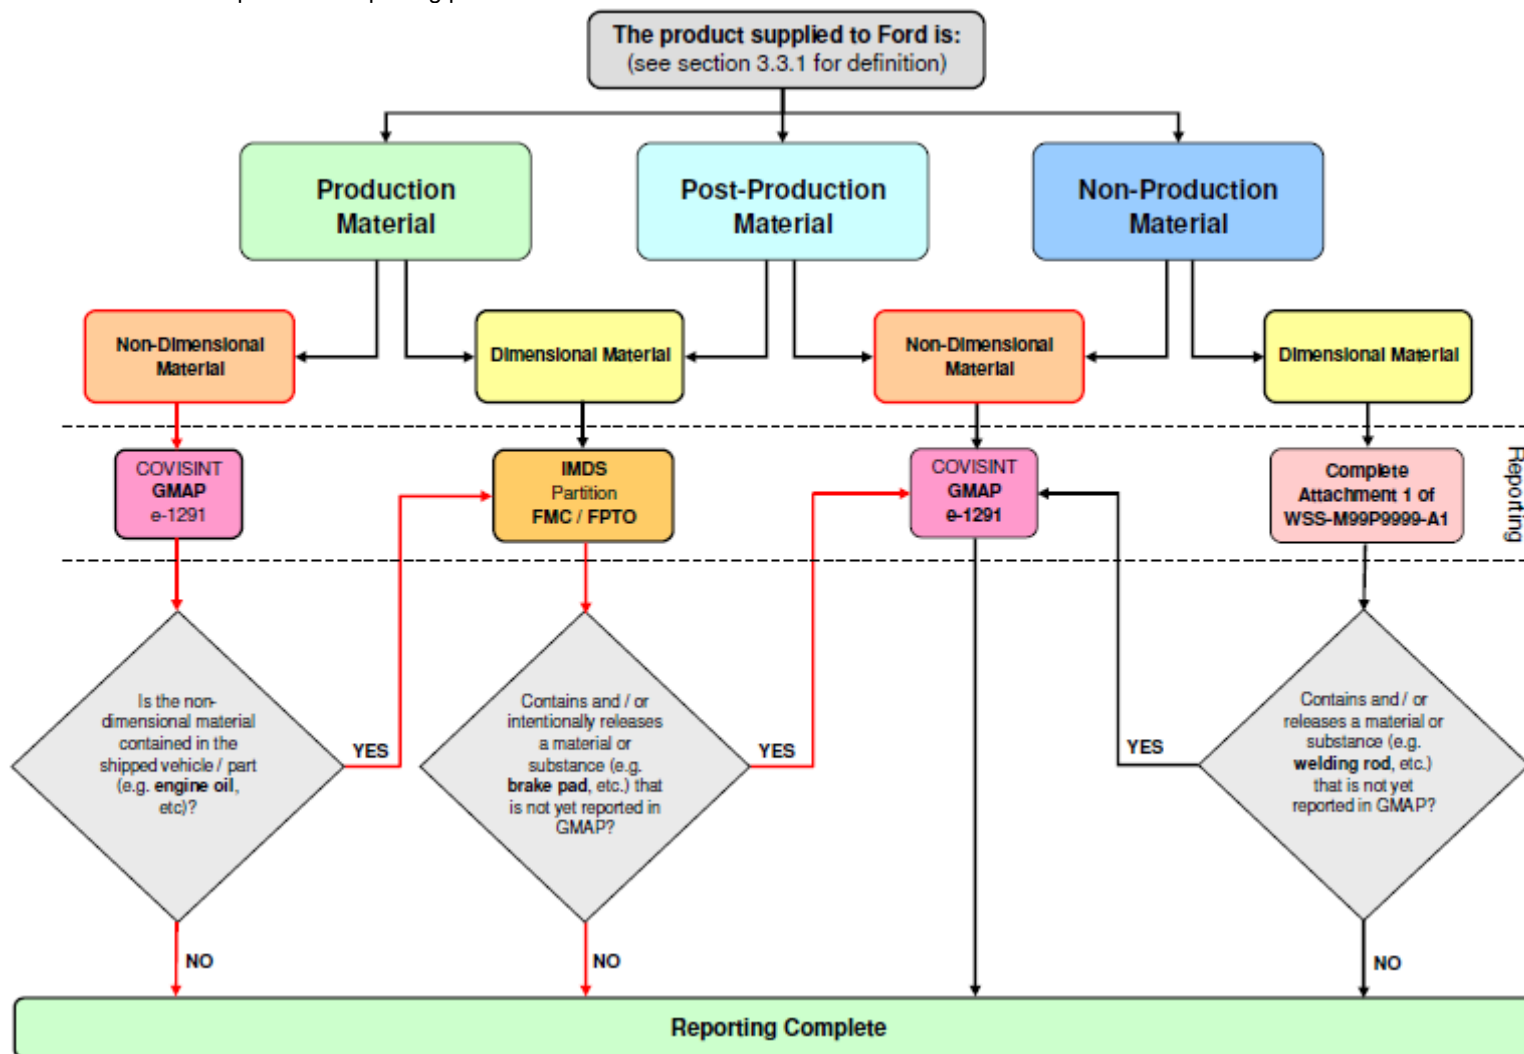 The product supplied to Ford is:
(see section 3.3.1 for definition)
Production
Material
Post-Production
Material
Non-Production
Material
Non-Dimensional
Material
Dimensional Material
Non-Dimensional
Material
Dimensional Material
COVISINT
GMAP
e-1291
IMDS
Partition
FMC / FPTO
COVISINT
GMAP
e-1291
Complete
Attachment 1 of
WSS-M99P9999-A1
Reporting
Is the non-
dimensional material
contained in the
shipped vehicle / part
(e.g. engine oil,
etc)?
YES
NO
Contains and / or
intentionally releases
a material or
substance (e.g.
brake pad, etc.) that
is not yet reported in
GMAP?
YES
NO
Contains and / or
releases a material or
substance (e.g.
welding rod, etc.)
that is not yet
reported in GMAP?
YES
NO
Reporting Complete